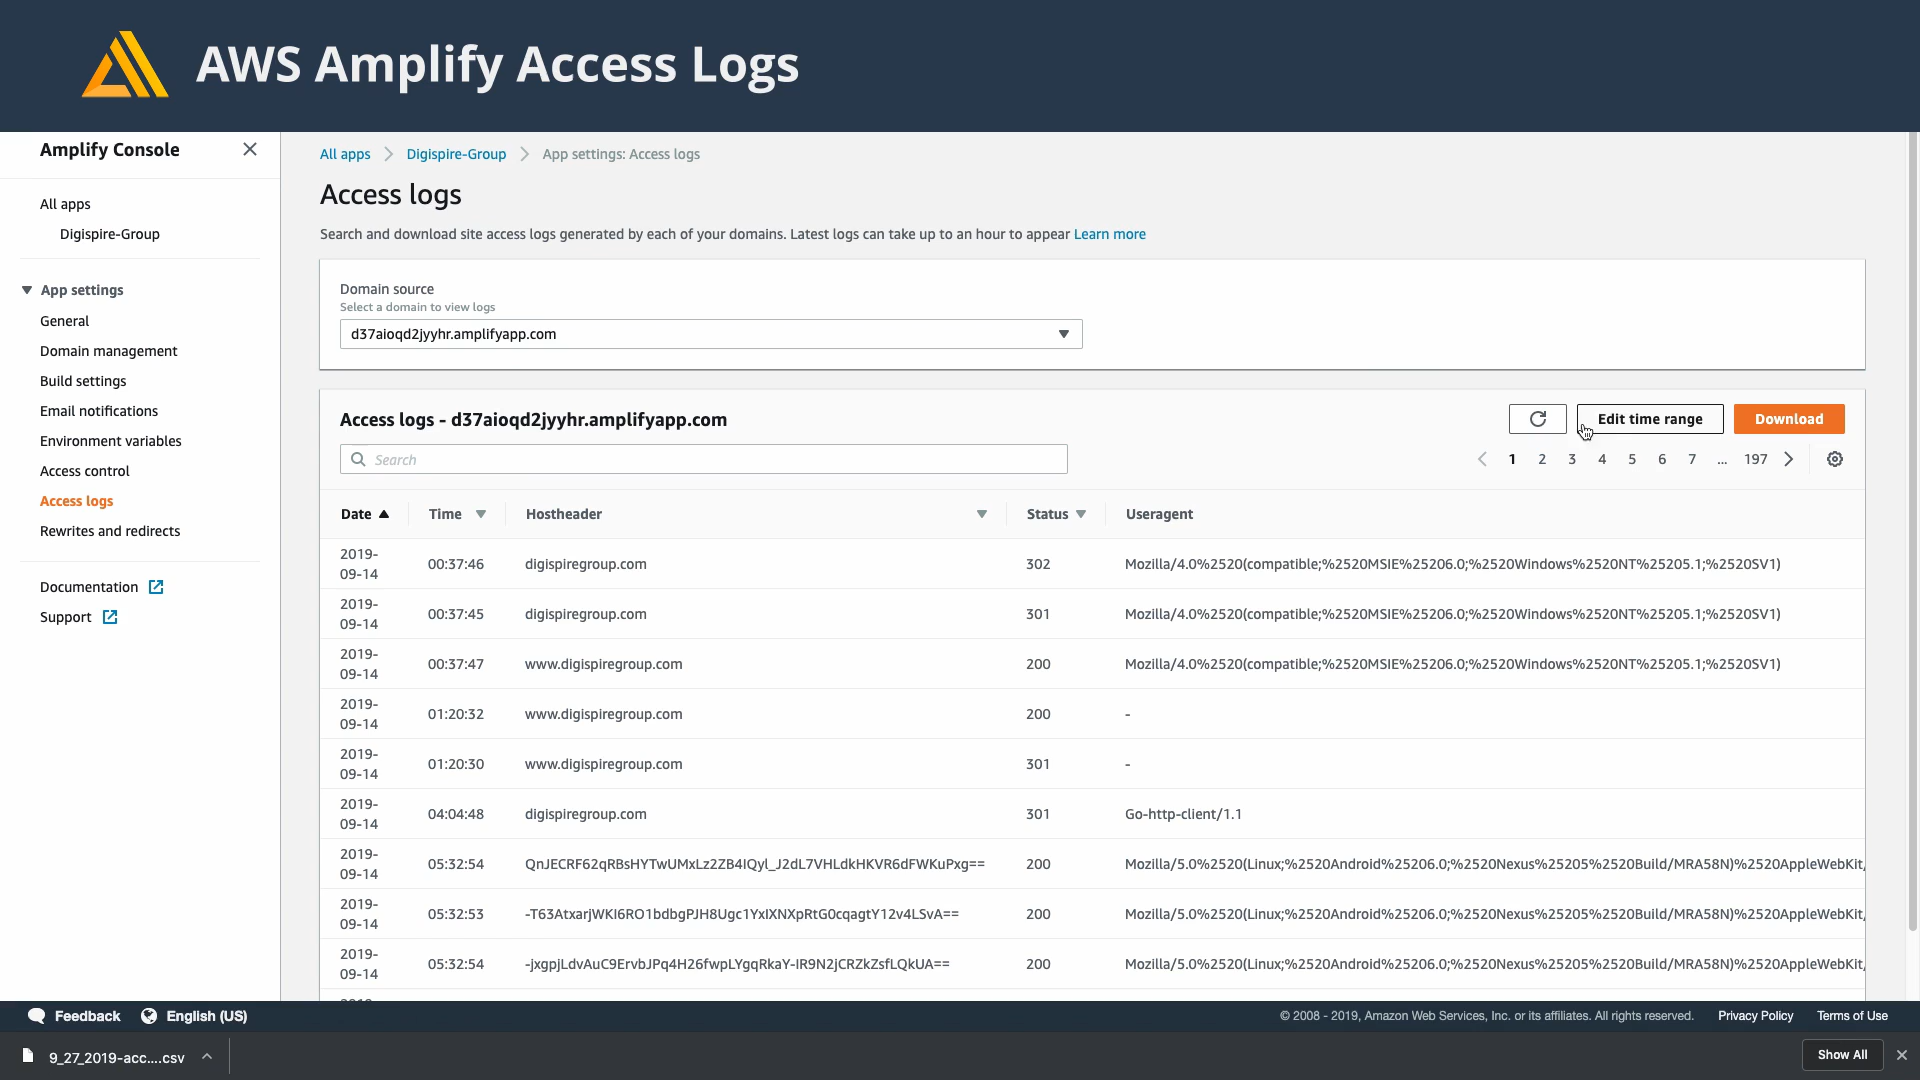 AWS Amplify Access Logs
Amplify Console
All apps
Digispire-Group
App settings
General
Domain management
Build settings
Email notifications
Environment variables
Access control
Access logs
Rewrites and redirects
Documentation
Support
All apps
Digispire-Group
App settings: Access logs
Access logs
Search and download site access logs generated by each of your domains. Latest logs can take up to an hour to appear Learn more
Domain source
Select a domain to view logs
d37aioqd2jyyhr.amplifyapp.com
Access logs - d37aioqd2jyyhr.amplifyapp.com
Edit time range
Download
Search
1 2 3 4 5 6 7 ... 197
Date Time Hostheader Status Useragent
2019-
09-14
00:37:46 digispiregroup.com 302 Mozilla/4.0%2520(compatible;%2520MSIE%25206.0;%2520Windows%2520NT%25205.1;%2520SV1)
2019-
09-14
00:37:45 digispiregroup.com 301 Mozilla/4.0%2520(compatible;%2520MSIE%25206.0;%2520Windows%2520NT%25205.1;%2520SV1)
2019-
09-14
00:37:47 www.digispiregroup.com 200 Mozilla/4.0%2520(compatible;%2520MSIE%25206.0;%2520Windows%2520NT%25205.1;%2520SV1)
2019-
09-14
01:20:32 www.digispiregroup.com 200 -
2019-
09-14
01:20:30 www.digispiregroup.com 301 -
2019-
09-14
04:04:48 digispiregroup.com 301 Go-http-client/1.1
2019-
09-14
05:32:54 QnJECRF62qRBsHYTwUMxLz2ZB4IQyl_J2dL7VHLdkHKVR6dFWKuPxg== 200 Mozilla/5.0%2520(Linux;%2520Android%25206.0;%2520Nexus%25205%2520Build/MRA58N)%2520AppleWebKit/
2019-
09-14
05:32:53 -T63AtxarjWKI6RO1bdbgPJH8Ugc1YxIXNXpRtG0cqagtY12v4LSvA== 200 Mozilla/5.0%2520(Linux;%2520Android%25206.0;%2520Nexus%25205%2520Build/MRA58N)%2520AppleWebKit/
2019-
09-14
05:32:54 -jxgpjLdvAuC9ErvbJPq4H26fwpLYgqRkaY-IR9N2jCRZkZsfLQkUA== 200 Mozilla/5.0%2520(Linux;%2520Android%25206.0;%2520Nexus%25205%2520Build/MRA58N)%2520AppleWebKit/
Feedback English (US)
© 2008 - 2019, Amazon Web Services, Inc. or its affiliates. All rights reserved. Privacy Policy Terms of Use
9_27_2019-acc....csv
Show All